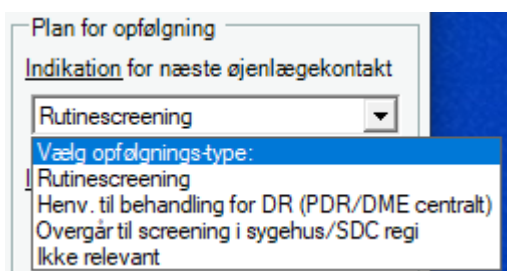 Plan for opfølgning
Indikation for næste øjenlægekontakt
Rutinescreening
Vælg opfølgnings-type:
Rutinescreening
Henv. til behandling for DR (PDR/DME centralt)
Overgår til screening i sygehus/SDC regi
Ikke relevant